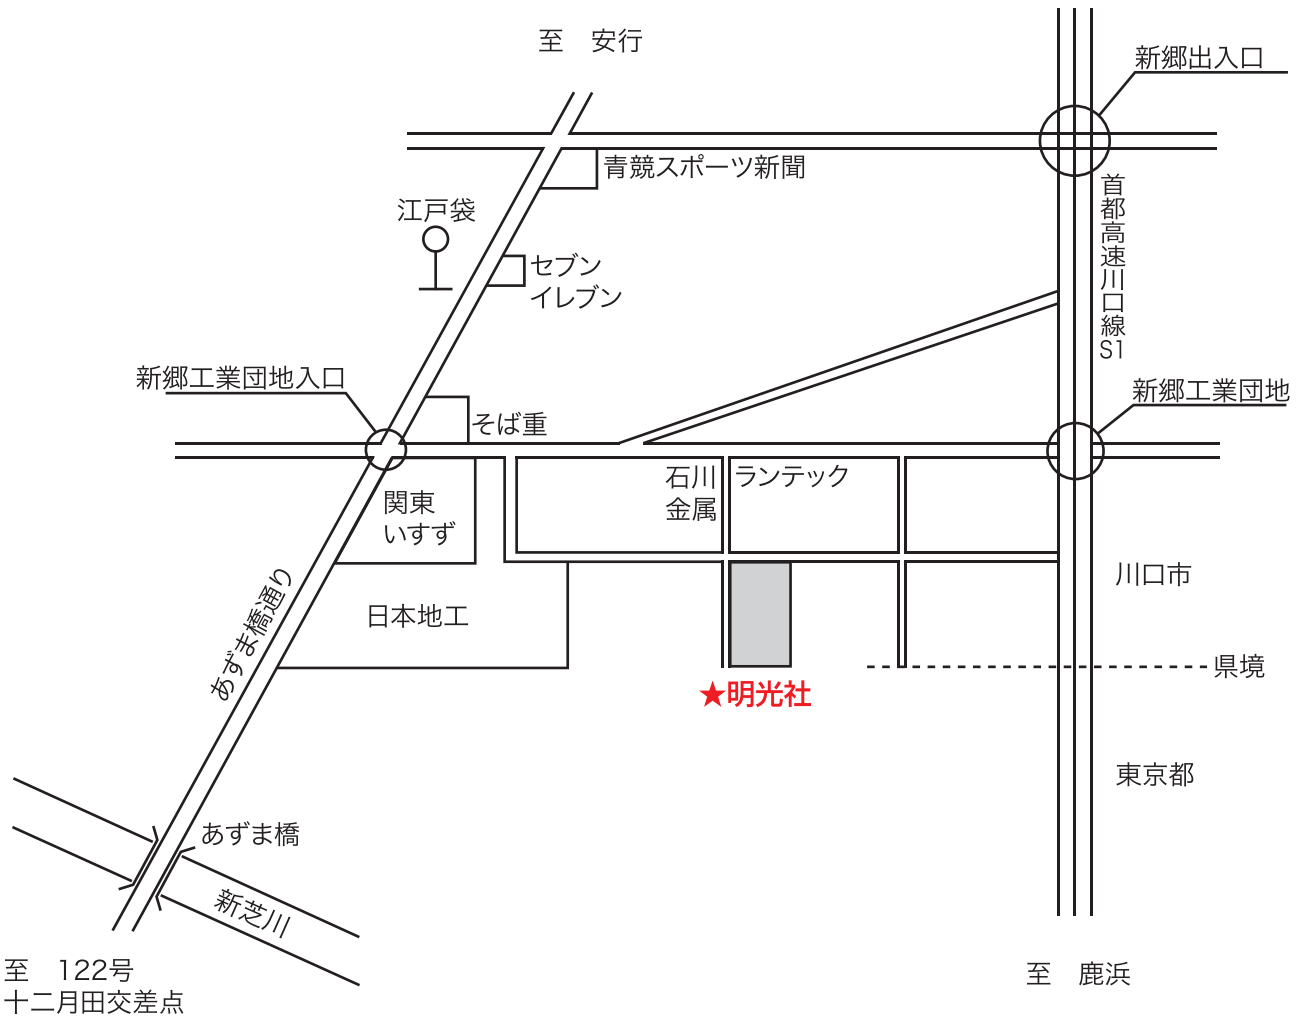 至　安行
新郷出入口
青競スポーツ新聞
首都高速川口線S1
江戸袋
セブン
イレブン
新郷工業団地入口
新郷工業団地
そば重
石川
金属
ランテック
関東
いすず
川口市
あずま橋通り
日本地工
県境
★明光社
東京都
あずま橋
新芝川
至　122号
十二月田交差点
至　鹿浜